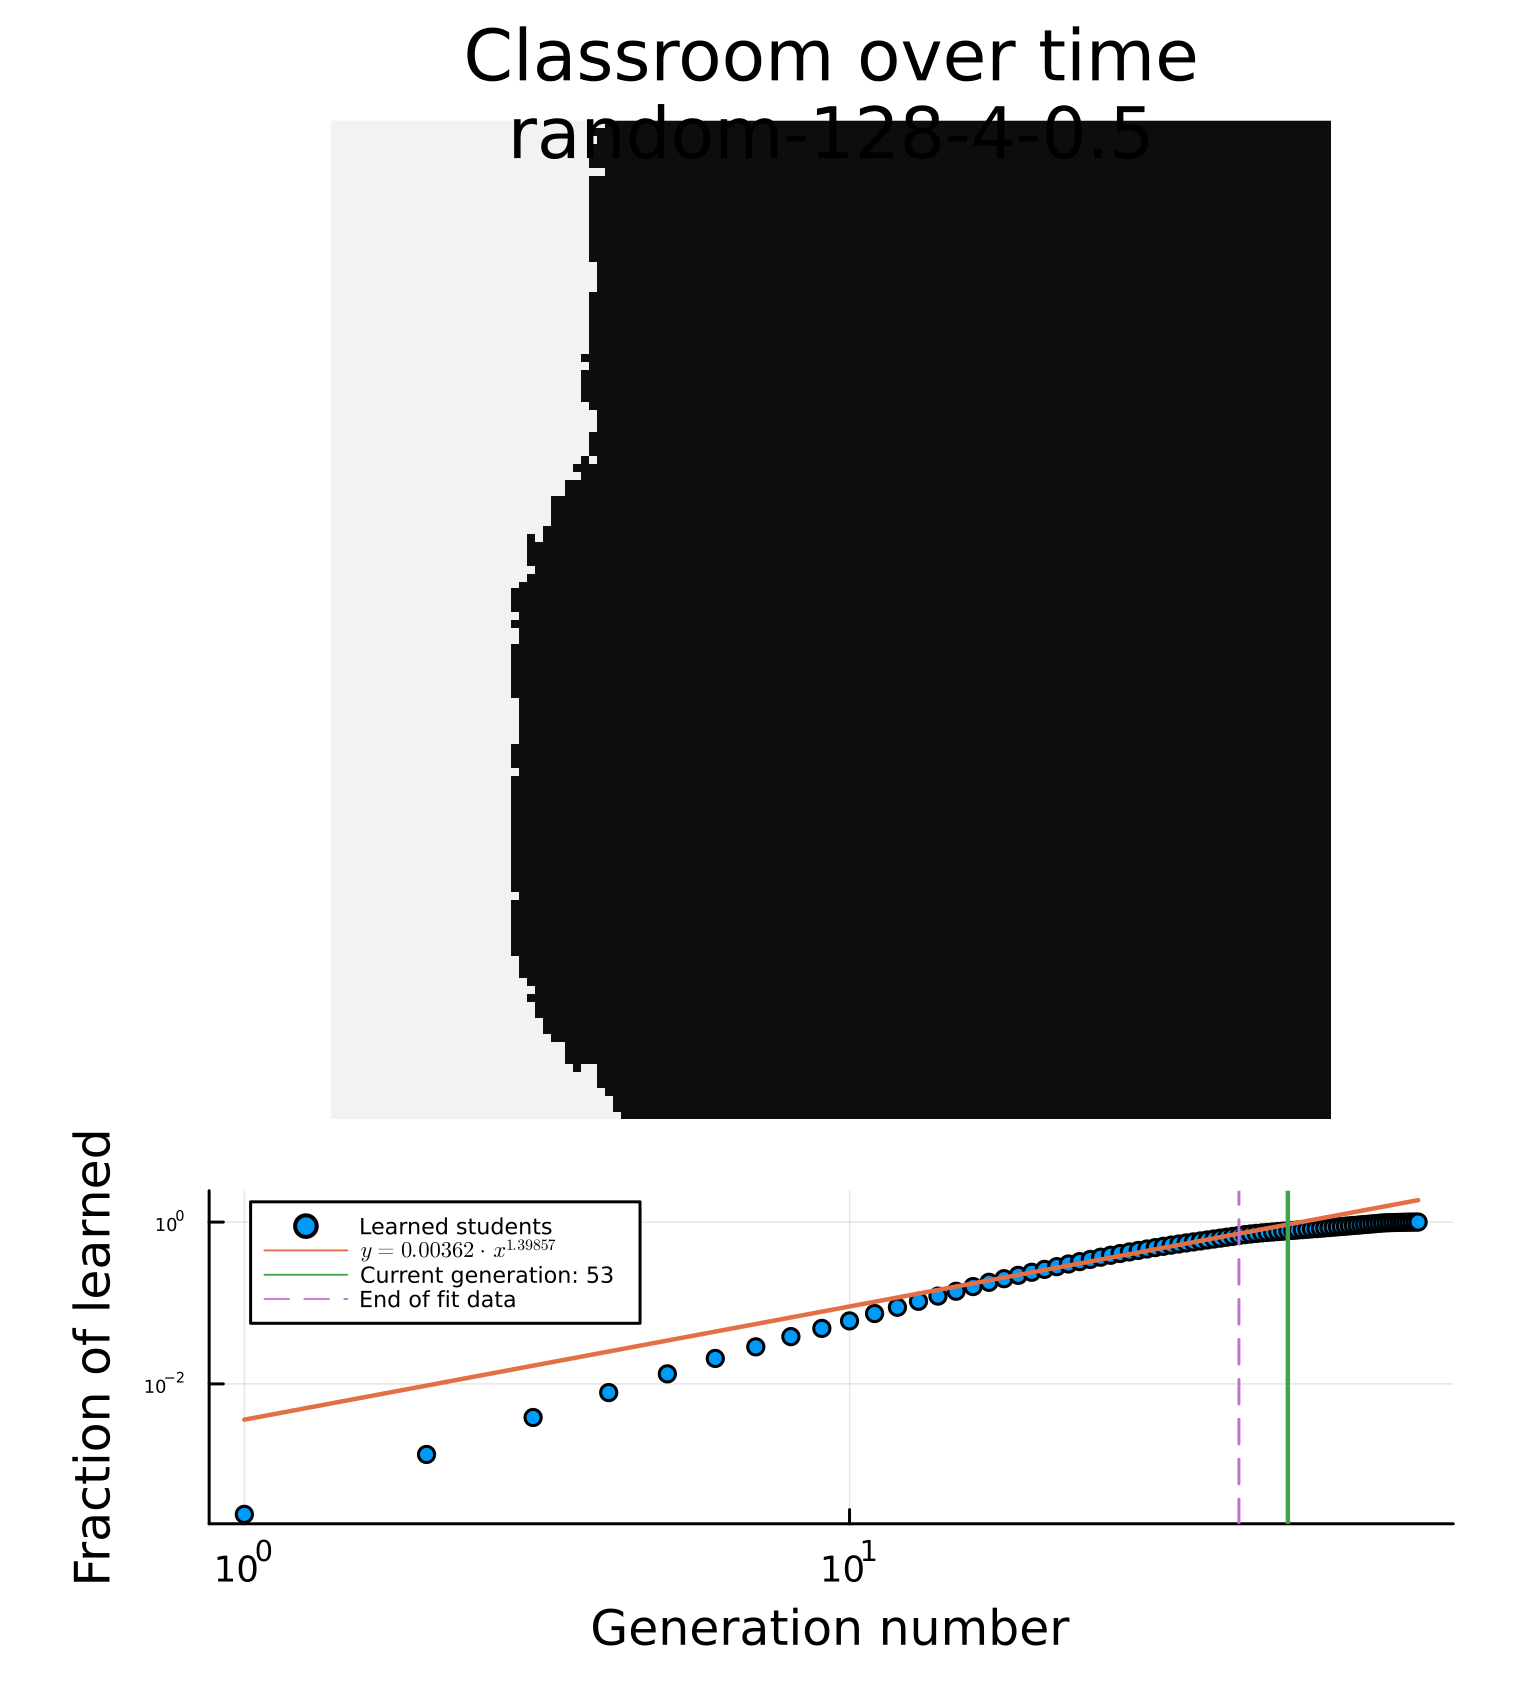 Classroom over time
random-128-4-0.5
Fraction of learned
10^0
10^-2
Learned students
y = 0.00362 · x^1.39857
Current generation: 53
End of fit data
10^0
10^1
Generation number